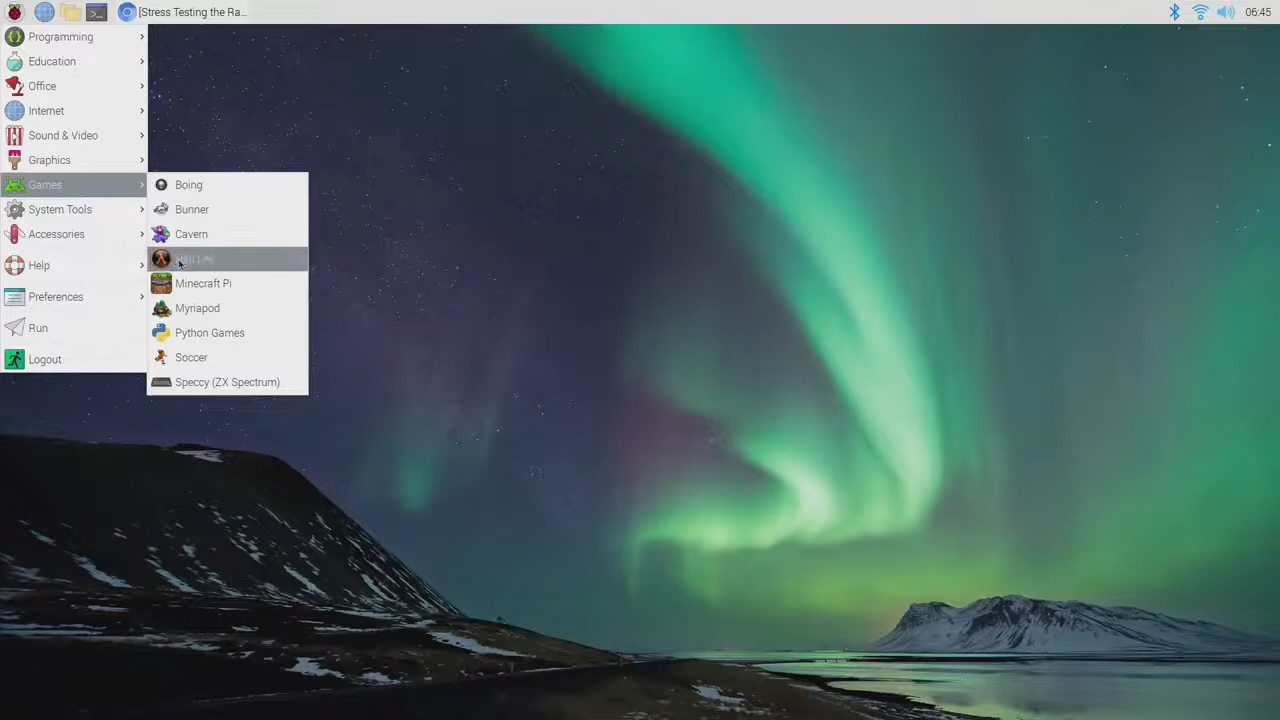 [Stress Testing the Ra...
06:45
Programming
Education
Office
Internet
Sound & Video
Graphics
Games
System Tools
Accessories
Help
Preferences
Run
Logout
Boing
Bunner
Cavern
Minecraft Pi
Myriapod
Python Games
Soccer
Speccy (ZX Spectrum)